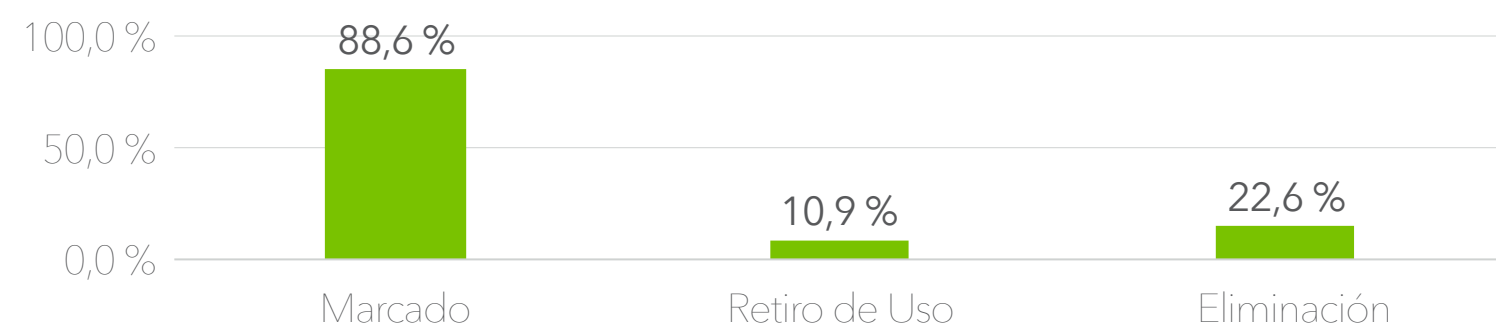 100,0 %
88,6 %
50,0 %
10,9 %
22,6 %
0,0 %
Marcado
Retiro de Uso
Eliminación